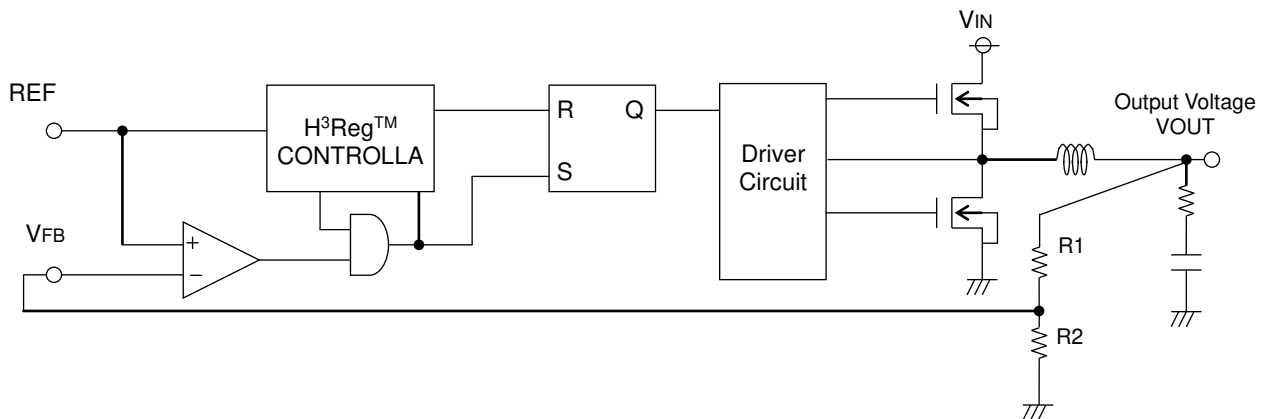 VIN
REF
H³Reg™
CONTROLLA
R
Q
S
Driver
Circuit
Output Voltage
VOUT
VFB
+
−
R1
R2